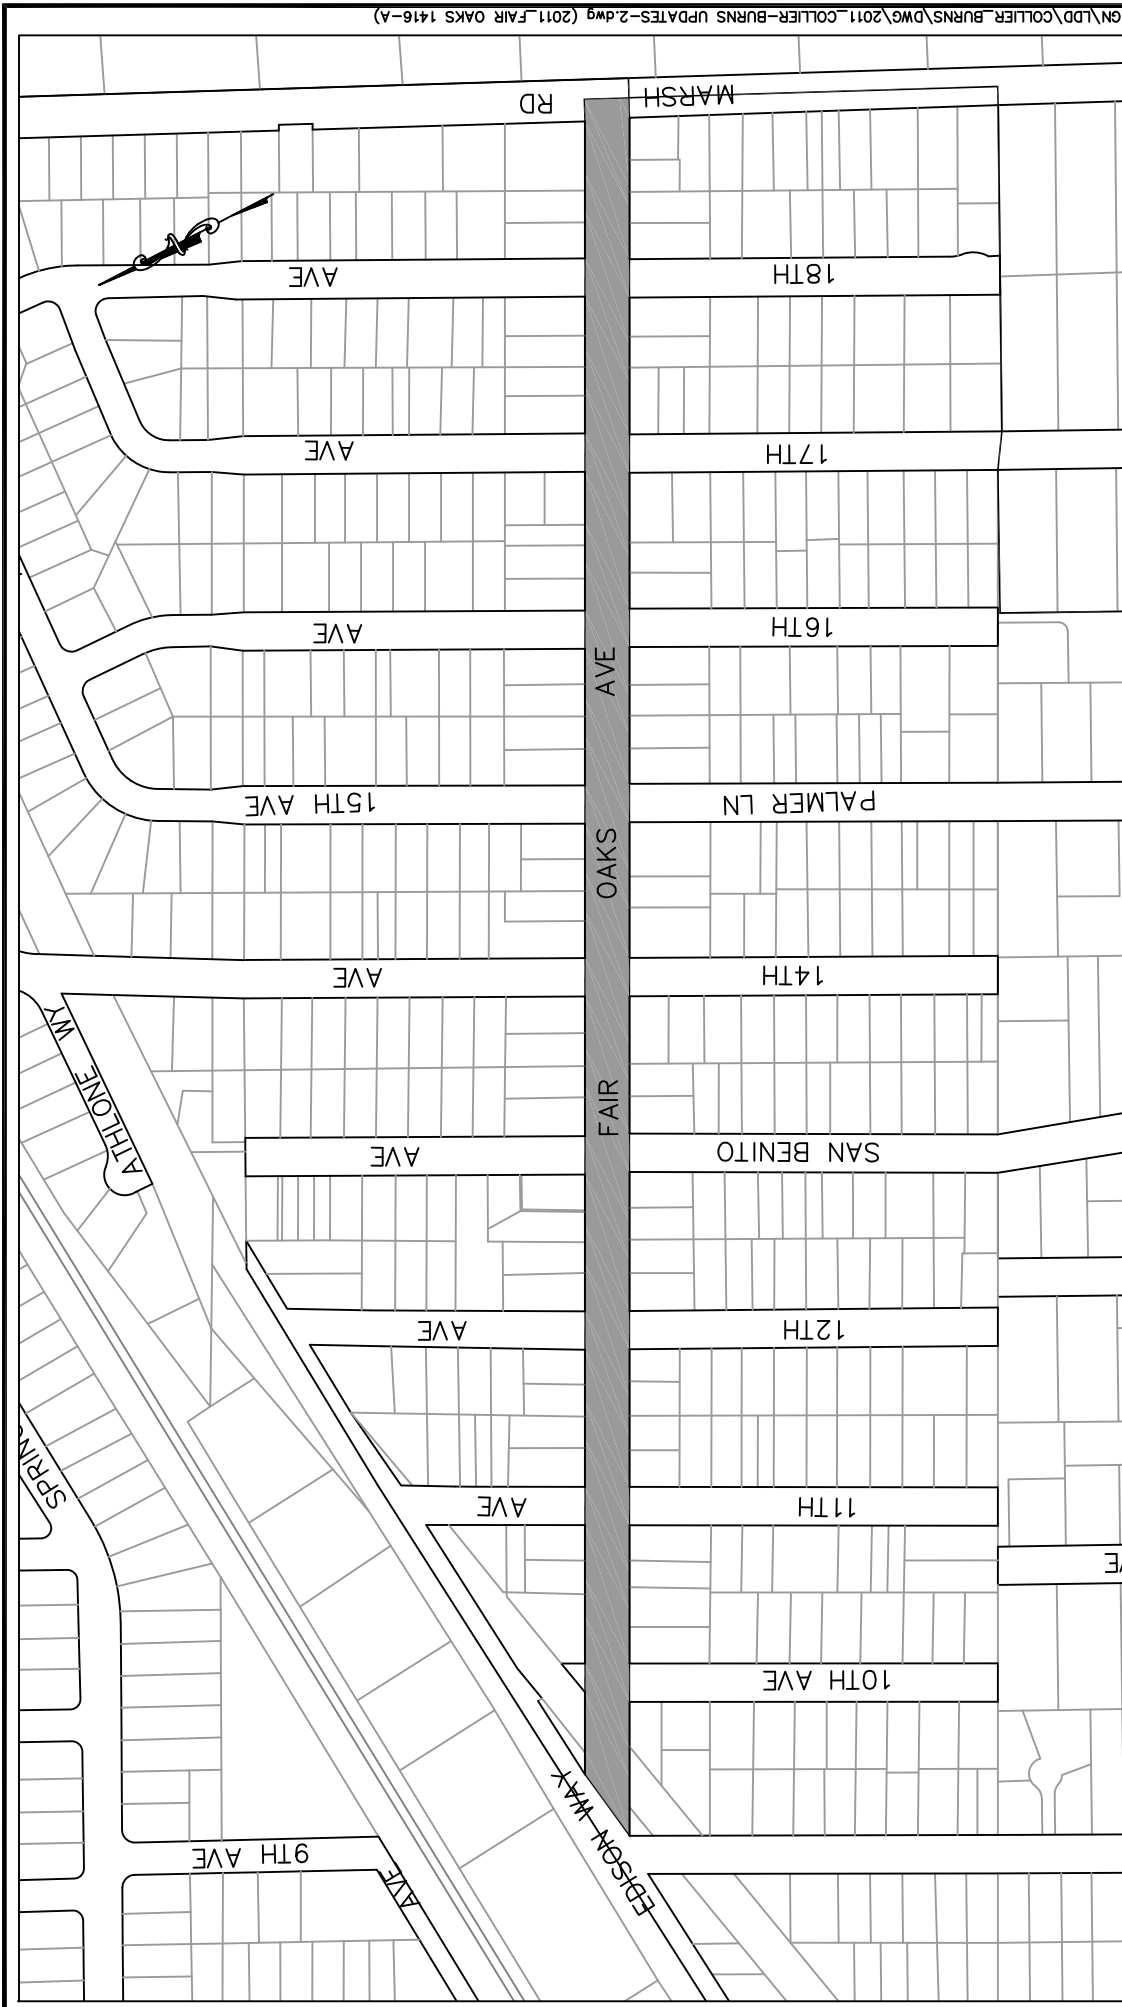 GN/LDD/COLLIER_BURNS/DWG/2011_COLLIER-BURNS UPDATES-2.dwg (2011_FAIR OAKS 1416-A)
MARSH RD
18TH AVE
17TH AVE
16TH AVE
FAIR OAKS AVE
PALMER LN
15TH AVE
14TH AVE
ATHLONE WY
SAN BENITO AVE
12TH AVE
SPRIN
11TH AVE
VE
10TH AVE
EDISON WAY
9TH AVE
AVE